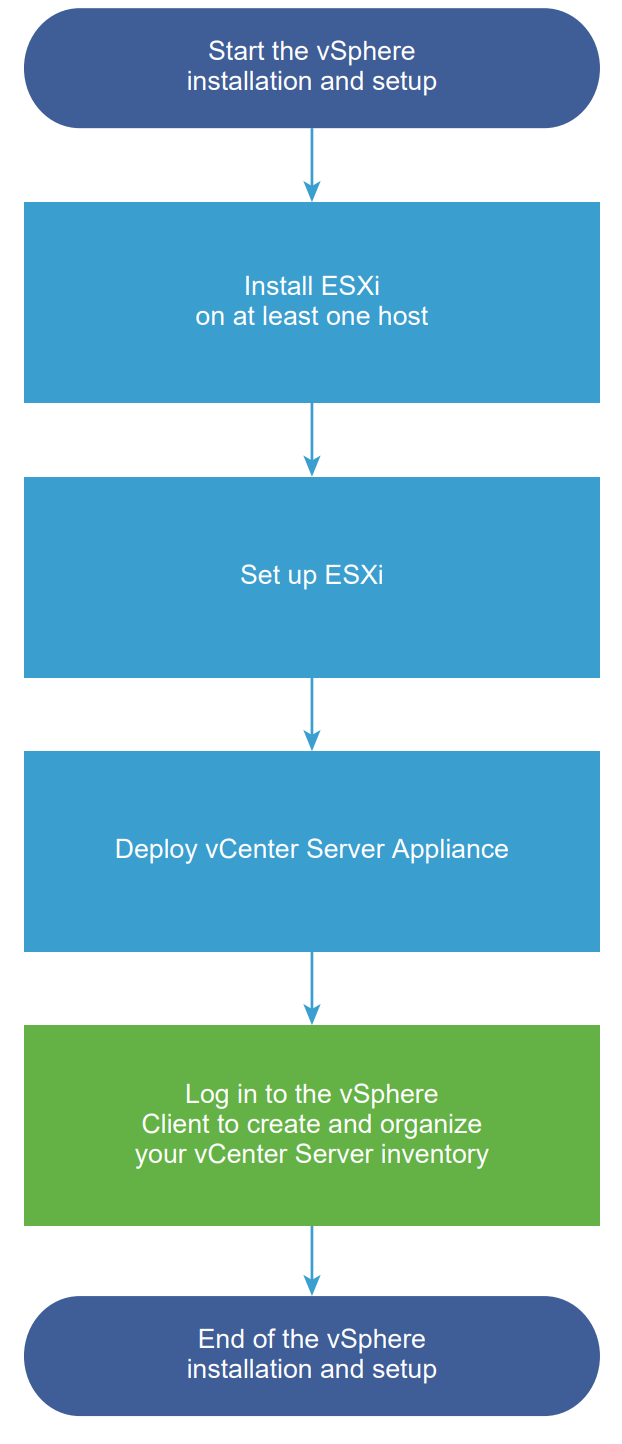 Start the vSphere
installation and setup
Install ESXi
on at least one host
Set up ESXi
Deploy vCenter Server Appliance
Log in to the vSphere
Client to create and organize
your vCenter Server inventory
End of the vSphere
installation and setup